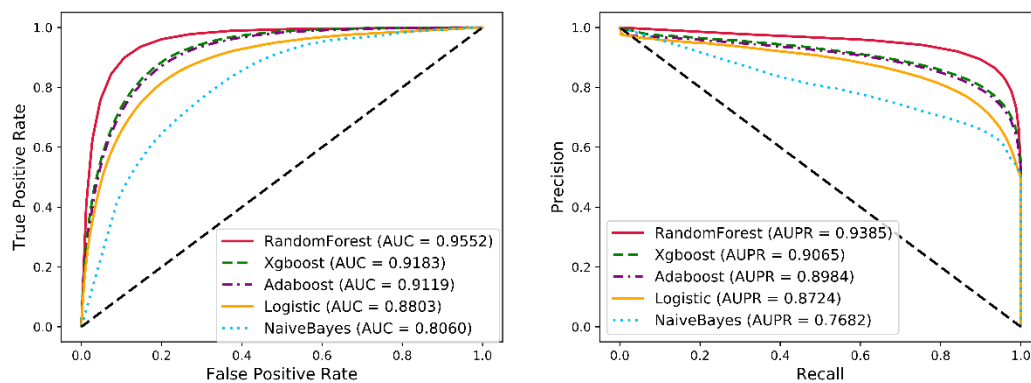 1.0
0.8
0.6
0.4
0.2
0.0
True Positive Rate
RandomForest (AUC = 0.9552)
Xgboost (AUC = 0.9183)
Adaboost (AUC = 0.9119)
Logistic (AUC = 0.8803)
NaiveBayes (AUC = 0.8060)
0.0 0.2 0.4 0.6 0.8 1.0
False Positive Rate
1.0
0.8
0.6
0.4
0.2
0.0
Precision
RandomForest (AUPR = 0.9385)
Xgboost (AUPR = 0.9065)
Adaboost (AUPR = 0.8984)
Logistic (AUPR = 0.8724)
NaiveBayes (AUPR = 0.7682)
0.0 0.2 0.4 0.6 0.8 1.0
Recall